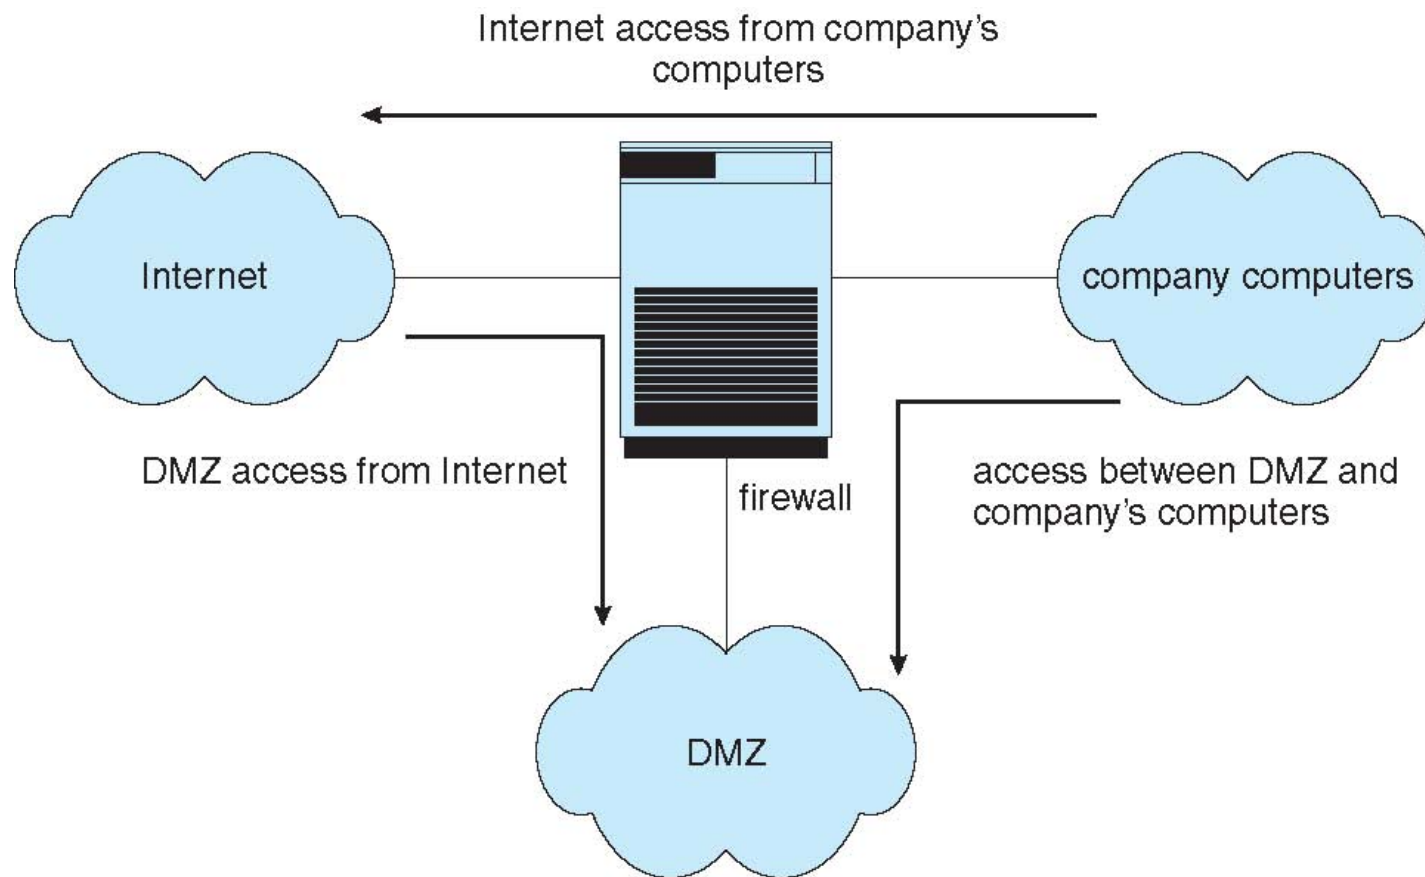 Internet access from company's
computers
Internet
company computers
DMZ access from Internet
firewall
access between DMZ and
company's computers
DMZ